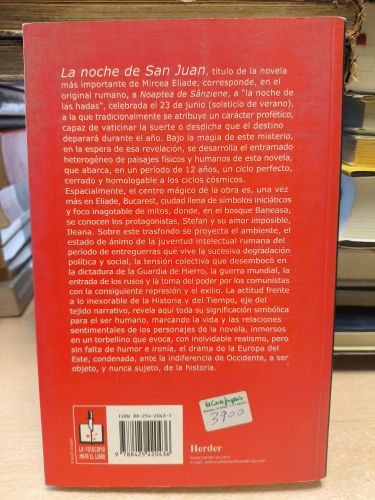 La noche de San Juan, título de la novela
más importante de Mircea Eliade, corresponde, en el
original rumano, a Noaptea de Sânziene, a "la noche de
las hadas", celebrada el 23 de junio (solsticio de verano),
a la que tradicionalmente se atribuye un carácter profético,
capaz de vaticinar la suerte o desdicha que el destino
deparará durante el año. Bajo la magia de este misterio,
en la espera de esa revelación, se desarrolla el entramado
heterogéneo de paisajes físicos y humanos de esta novela,
que abarca, en un periodo de 12 años, un ciclo perfecto,
cerrado y homologable a los ciclos cósmicos.
Espacialmente, el centro mágico de la obra es, una vez
más en Eliade, Bucarest, ciudad llena de símbolos iniciáticos
y foco inagotable de mitos, donde, en el bosque Baneasa,
se conocen los protagonistas, Stefan y su amor imposible,
Ileana. Sobre este trasfondo se proyecta el ambiente, el
estado de ánimo de la juventud intelectual rumana del
período de entreguerras que vive la sucesiva degradación
política y social, la tensión colectiva que desembocó en
la dictadura de la Guardia de Hierro, la guerra mundial, la
entrada de los rusos y la toma del poder por los comunistas
con la consiguiente represión y el exilio. La actitud frente
a lo inexorable de la Historia y del Tiempo, eje del
tejido narrativo, revela aquí toda su significación simbólica
para el ser humano, marcando la vida y las relaciones
sentimentales de los personajes de la novela, inmersos
en un torbellino que evoca, con inolvidable realismo, pero
sin falta de humor e ironía, el drama de la Europa del
Este, condenada, ante la indiferencia de Occidente, a ser
objeto, y nunca sujeto, de la historia.
LA FOTOCOPIA
MATA EL LIBRO
ISBN 84-254-2043-1
9 788425 420436
El Corte Inglés
3900
Herder